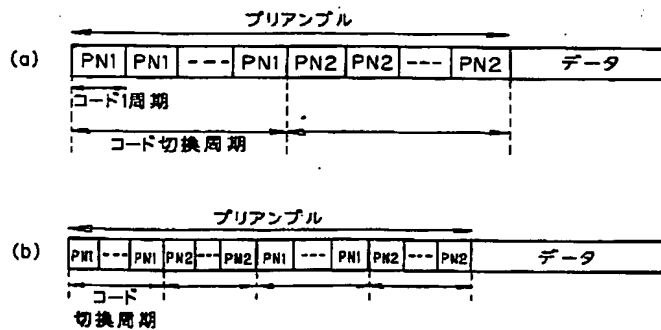 プリアンプル
(a) PN1 PN1 --- PN1 PN2 PN2 --- PN2 データ
コード1周期
コード切換周期
プリアンプル
(b) PN1 --- PN1 PN2 --- PN2 PN1 --- PN1 PN2 --- PN2 データ
コード
切換周期